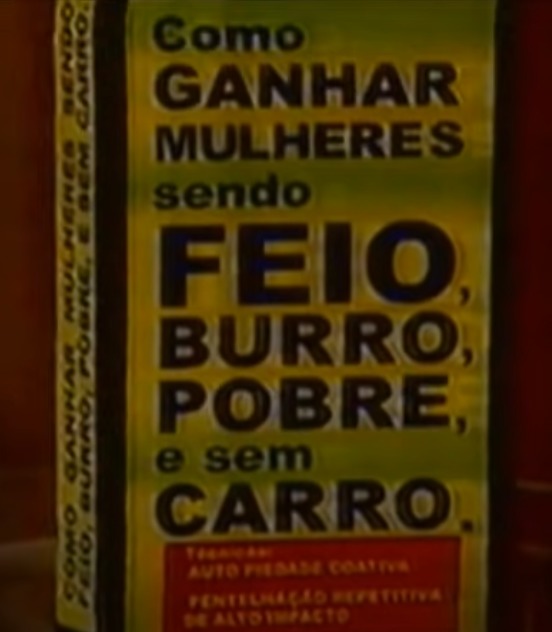 COMO GANHAR MULHERES SENDO
FEIO, BURRO, POBRE, E SEM CARRO.
Como
GANHAR
MULHERES
sendo
FEIO,
BURRO,
POBRE,
e sem
CARRO.
Técnicas:
AUTO PIEDADE COATIVA
PENTELHAÇÃO REPETITIVA
DE ALTO IMPACTO